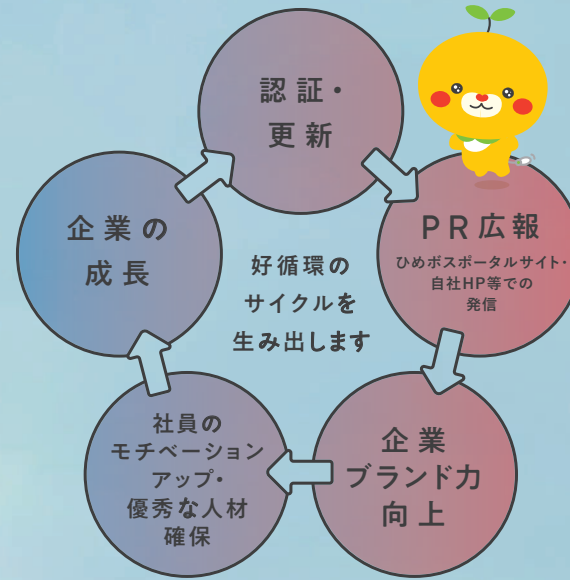 認証・
更新
PR広報
ひめボスポータルサイト・
自社HP等での
発信
企業
ブランド力
向上
社員の
モチベーション
アップ・
優秀な人材
確保
企業の
成長
好循環の
サイクルを
生み出します